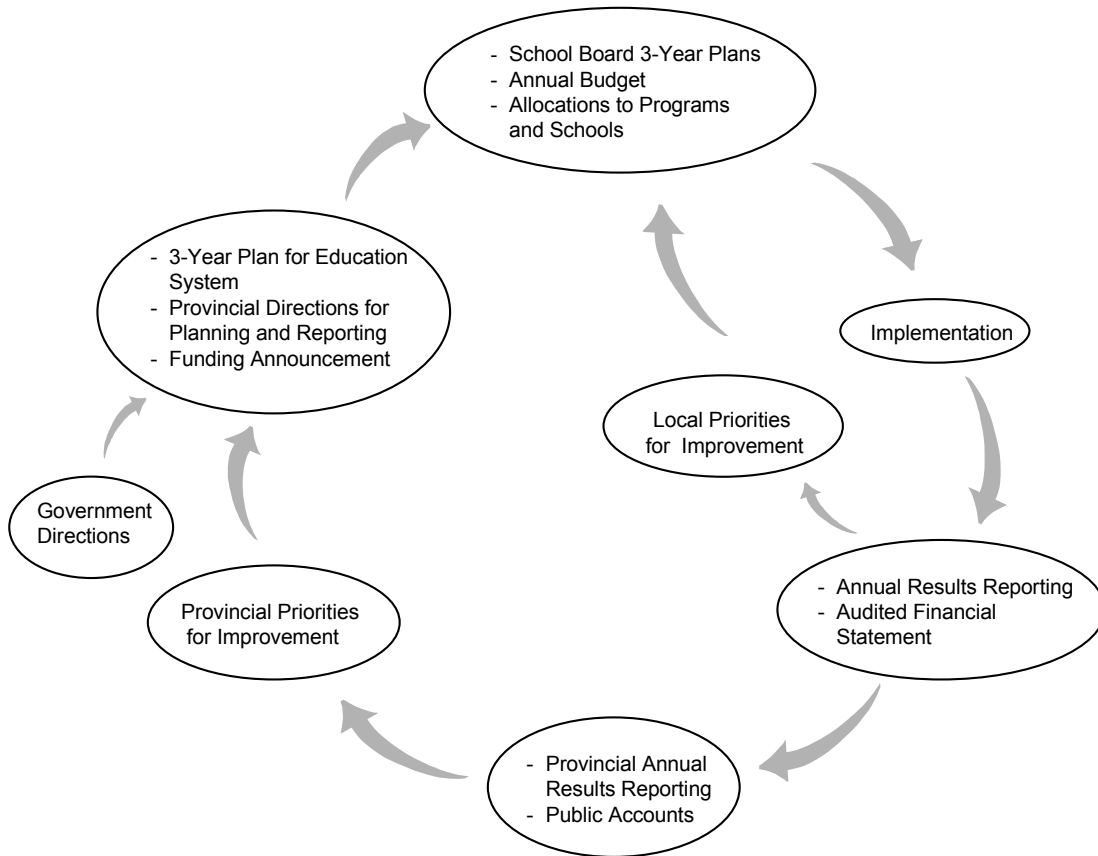 - School Board 3-Year Plans
- Annual Budget
- Allocations to Programs
and Schools
- 3-Year Plan for Education
System
- Provincial Directions for
Planning and Reporting
- Funding Announcement
Implementation
Local Priorities
for Improvement
Government
Directions
- Annual Results Reporting
- Audited Financial
Statement
Provincial Priorities
for Improvement
- Provincial Annual
Results Reporting
- Public Accounts